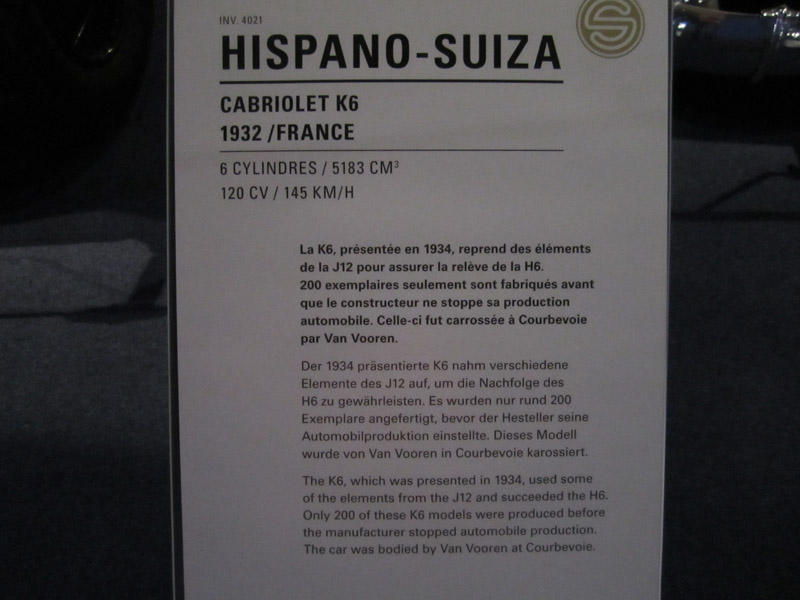 INV. 4021
HISPANO-SUIZA
CABRIOLET K6
1932 /FRANCE
6 CYLINDRES / 5183 CM³
120 CV / 145 KM/H
La K6, présentée en 1934, reprend des éléments
de la J12 pour assurer la relève de la H6.
200 exemplaires seulement sont fabriqués avant
que le constructeur ne stoppe sa production
automobile. Celle-ci fut carrossée à Courbevoie
par Van Vooren.
Der 1934 präsentierte K6 nahm verschiedene
Elemente des J12 auf, um die Nachfolge des
H6 zu gewährleisten. Es wurden nur rund 200
Exemplare angefertigt, bevor der Hesteller seine
Automobilproduktion einstellte. Dieses Modell
wurde von Van Vooren in Courbevoie karossiert.
The K6, which was presented in 1934, used some
of the elements from the J12 and succeeded the H6.
Only 200 of these K6 models were produced before
the manufacturer stopped automobile production.
The car was bodied by Van Vooren at Courbevoie.